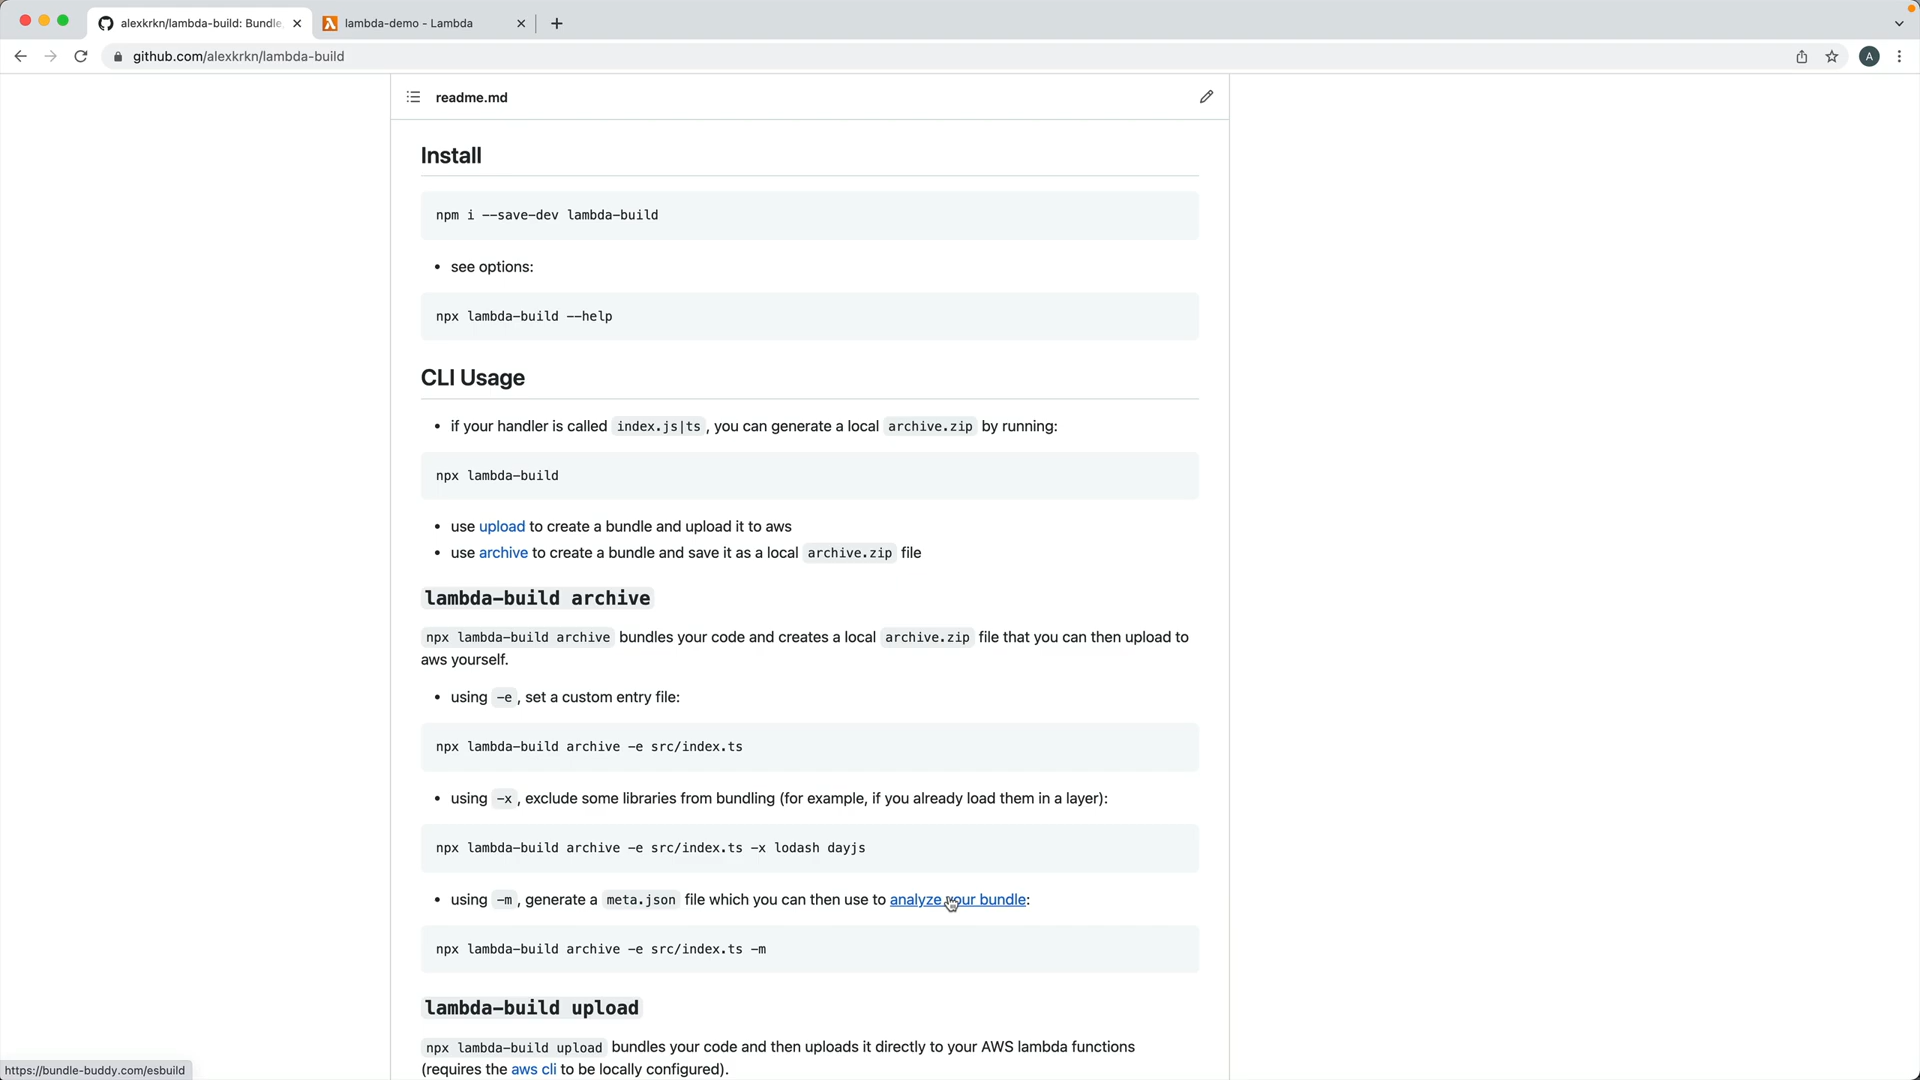 alexkrkn/lambda-build: Bundle,
lambda-demo - Lambda
github.com/alexkrkn/lambda-build
A
readme.md
Install
npm i --save-dev lambda-build
• see options:
npx lambda-build --help
CLI Usage
• if your handler is called index.js|ts, you can generate a local archive.zip by running:
npx lambda-build
• use upload to create a bundle and upload it to aws
• use archive to create a bundle and save it as a local archive.zip file
lambda-build archive
npx lambda-build archive bundles your code and creates a local archive.zip file that you can then upload to
aws yourself.
• using -e, set a custom entry file:
npx lambda-build archive -e src/index.ts
• using -x, exclude some libraries from bundling (for example, if you already load them in a layer):
npx lambda-build archive -e src/index.ts -x lodash dayjs
• using -m, generate a meta.json file which you can then use to analyze your bundle:
npx lambda-build archive -e src/index.ts -m
lambda-build upload
npx lambda-build upload bundles your code and then uploads it directly to your AWS lambda functions
(requires the aws cli to be locally configured).
https://bundle-buddy.com/esbuild